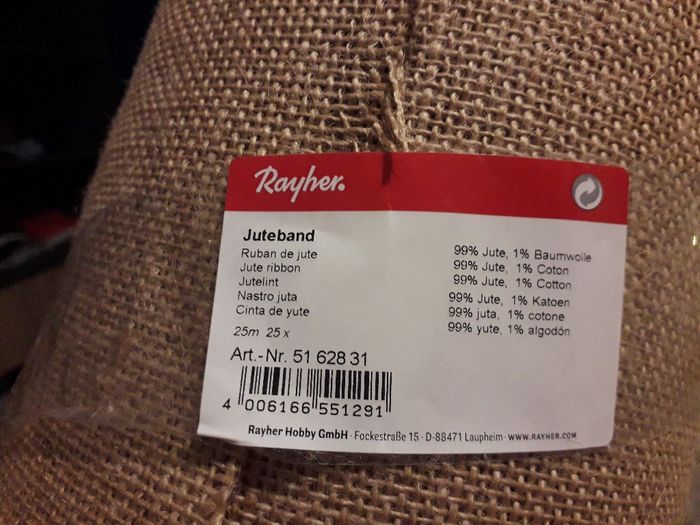 Rayher.
Juteband
Ruban de jute
Jute ribbon
Jutelint
Nastro juta
Cinta de yute
99% Jute, 1% Baumwolle
99% Jute, 1% Coton
99% Jute, 1% Cotton
99% Jute, 1% Katoen
99% juta, 1% cotone
99% yute, 1% algodón
25m 25 x
Art.-Nr. 51 628 31
4 006166 551291
Rayher Hobby GmbH · Fockestraße 15 · D-88471 Laupheim · www.RAYHER.COM